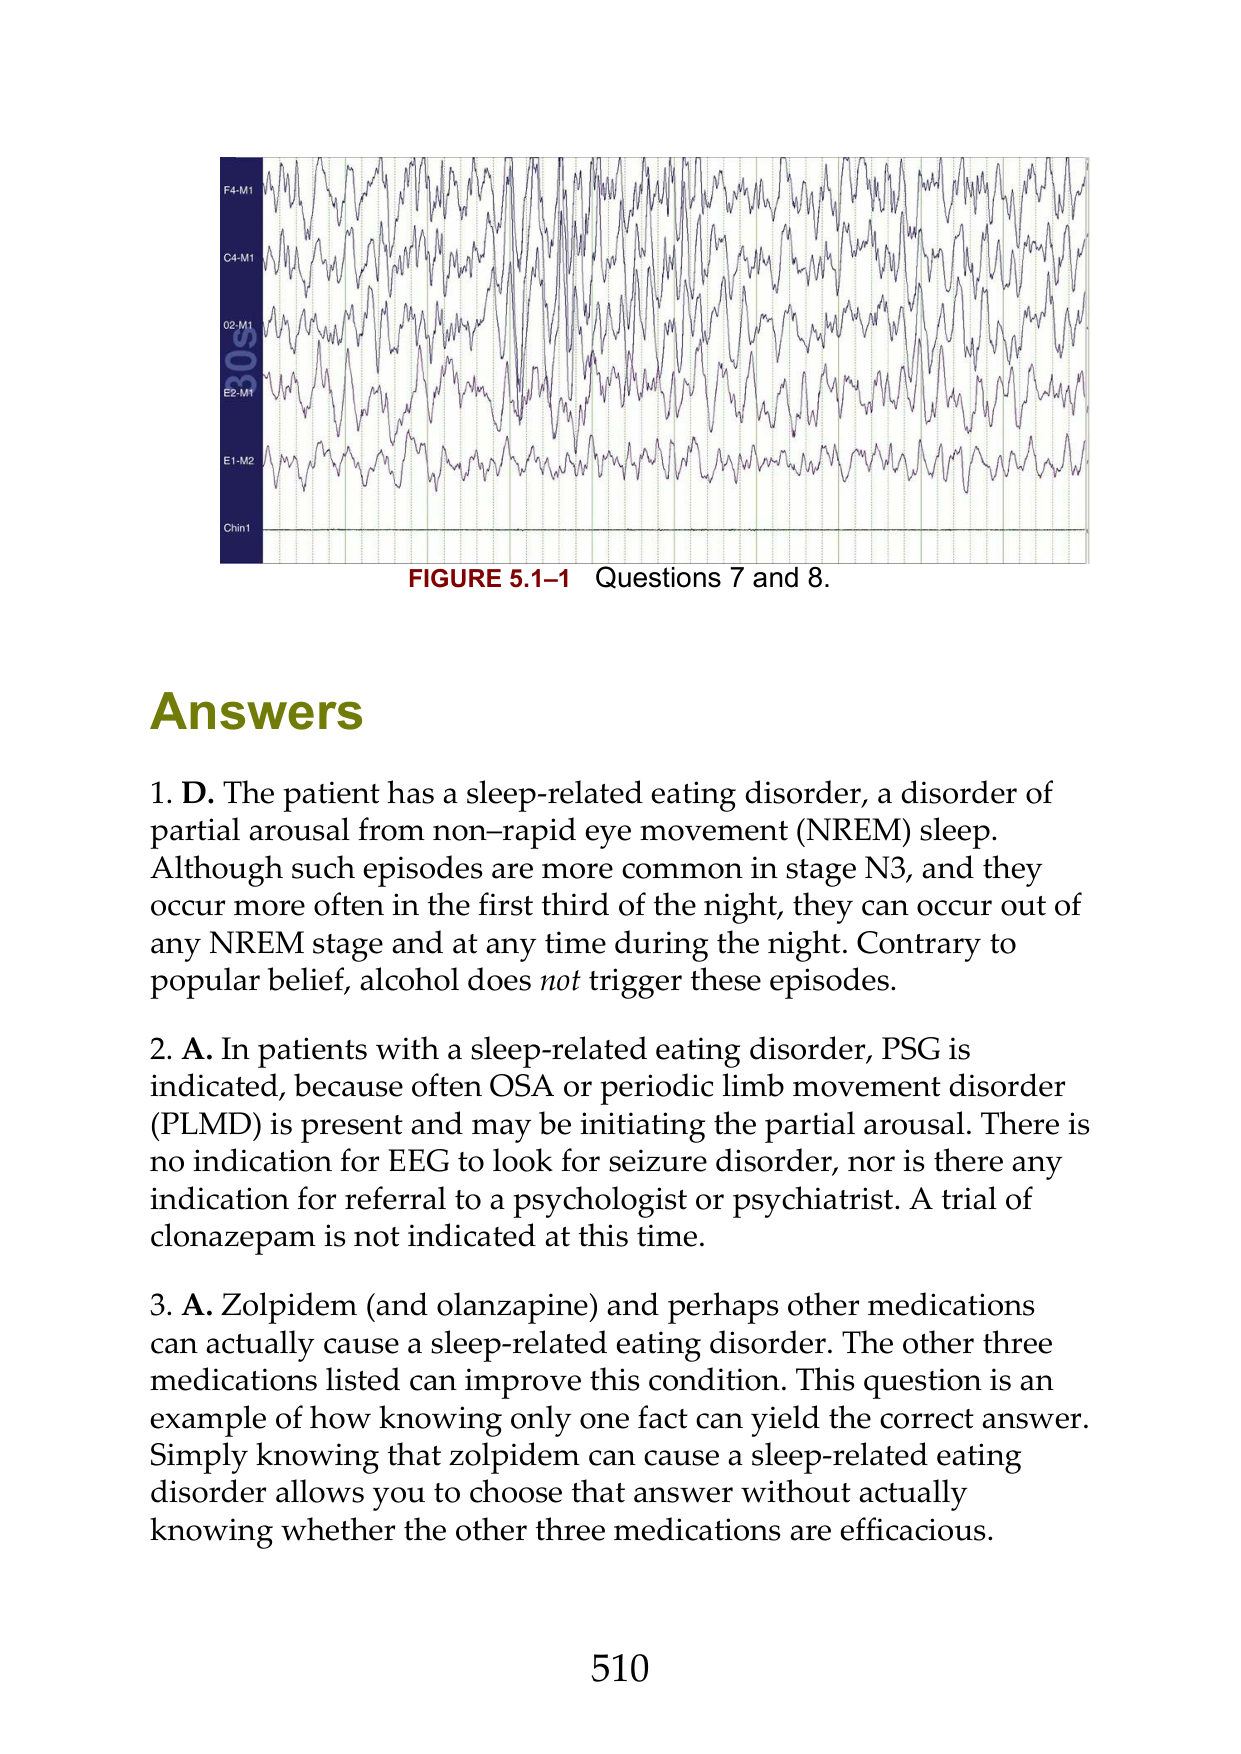 F4-M1
C4-M1
02-M1
30s
E2-M1
E1-M2
Chin1
FIGURE 5.1–1 Questions 7 and 8.
Answers
1. D. The patient has a sleep-related eating disorder, a disorder of
partial arousal from non–rapid eye movement (NREM) sleep.
Although such episodes are more common in stage N3, and they
occur more often in the first third of the night, they can occur out of
any NREM stage and at any time during the night. Contrary to
popular belief, alcohol does not trigger these episodes.
2. A. In patients with a sleep-related eating disorder, PSG is
indicated, because often OSA or periodic limb movement disorder
(PLMD) is present and may be initiating the partial arousal. There is
no indication for EEG to look for seizure disorder, nor is there any
indication for referral to a psychologist or psychiatrist. A trial of
clonazepam is not indicated at this time.
3. A. Zolpidem (and olanzapine) and perhaps other medications
can actually cause a sleep-related eating disorder. The other three
medications listed can improve this condition. This question is an
example of how knowing only one fact can yield the correct answer.
Simply knowing that zolpidem can cause a sleep-related eating
disorder allows you to choose that answer without actually
knowing whether the other three medications are efficacious.
510